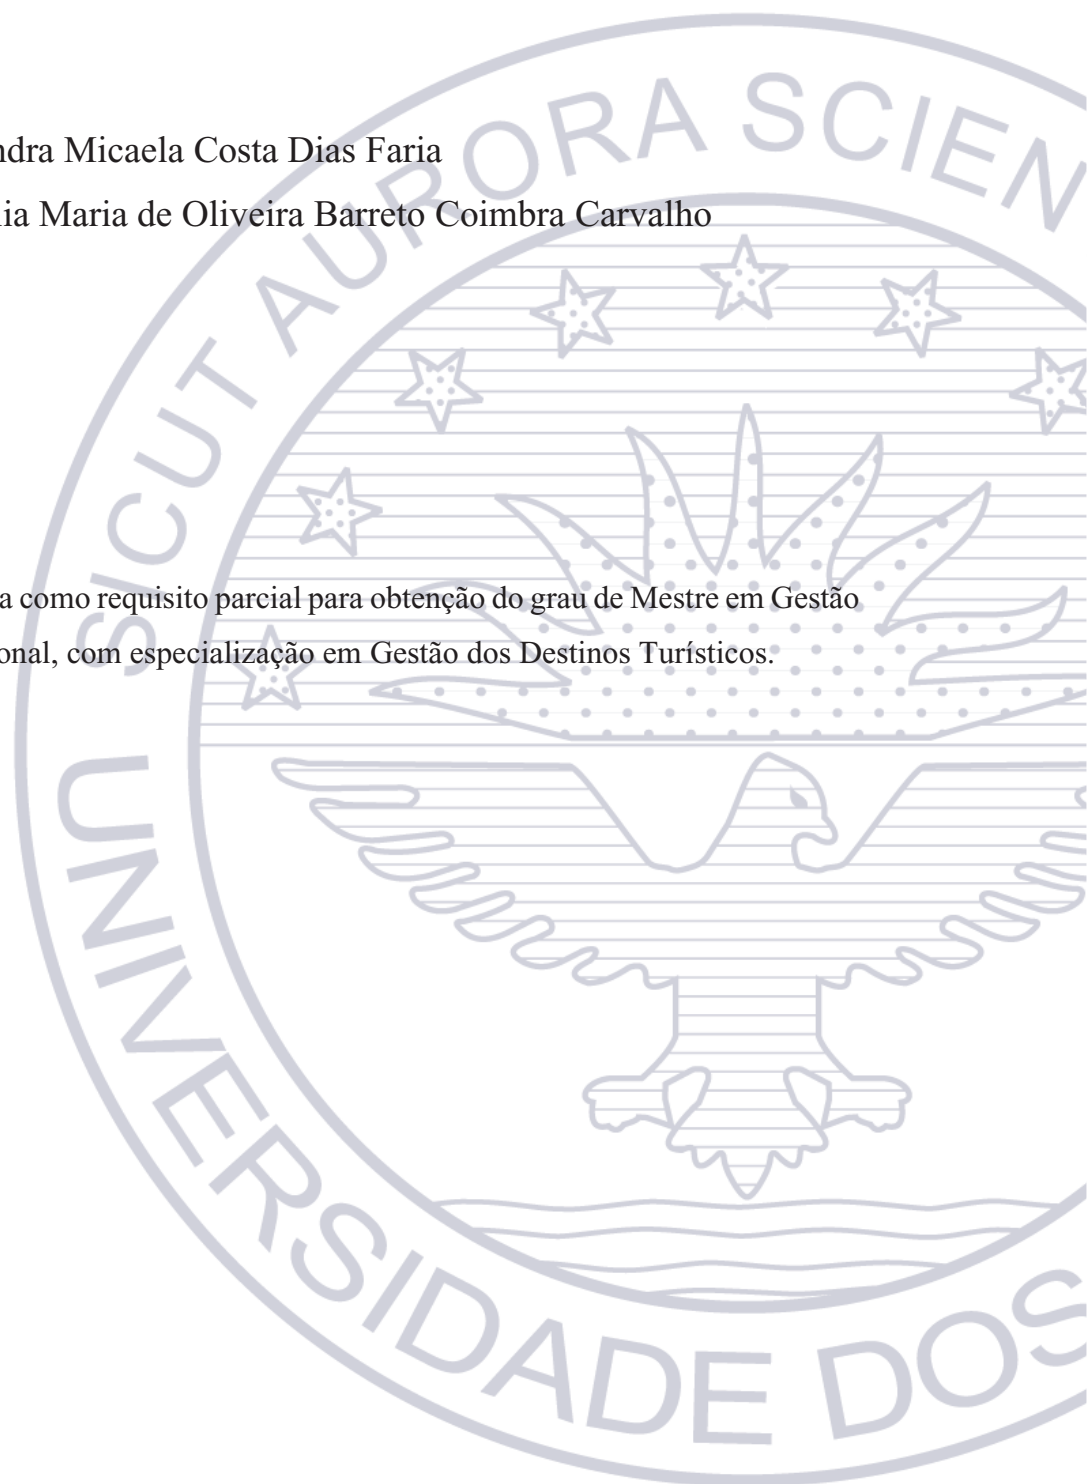 ndra Micaela Costa Dias Faria
lia Maria de Oliveira Barreto Coimbra Carvalho
a como requisito parcial para obtenção do grau de Mestre em Gestão
onal, com especialização em Gestão dos Destinos Turísticos.
SICUT AURORA SCIEN
UNIVERSIDADE DOS